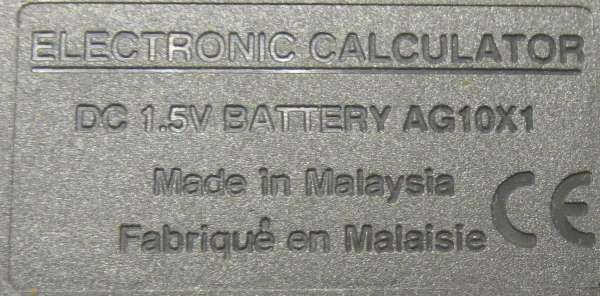 ELECTRONIC CALCULATOR
DC 1.5V BATTERY AG10X1
Made in Malaysia
Fabriqué en Malaisie
CE